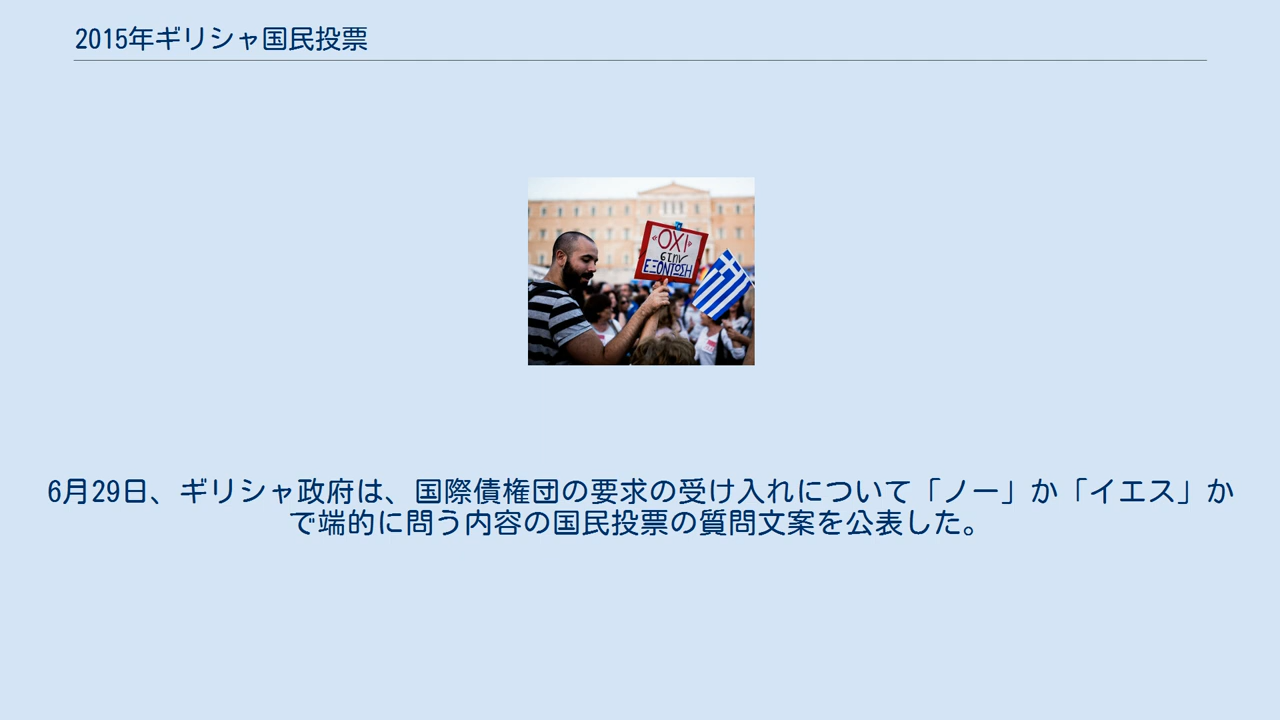 2015年ギリシャ国民投票
«ΟΧΙ»
στην
ΕΞΟΝΤΩΣΗ
6月29日、ギリシャ政府は、国際債権団の要求の受け入れについて「ノー」か「イエス」か
で端的に問う内容の国民投票の質問文案を公表した。